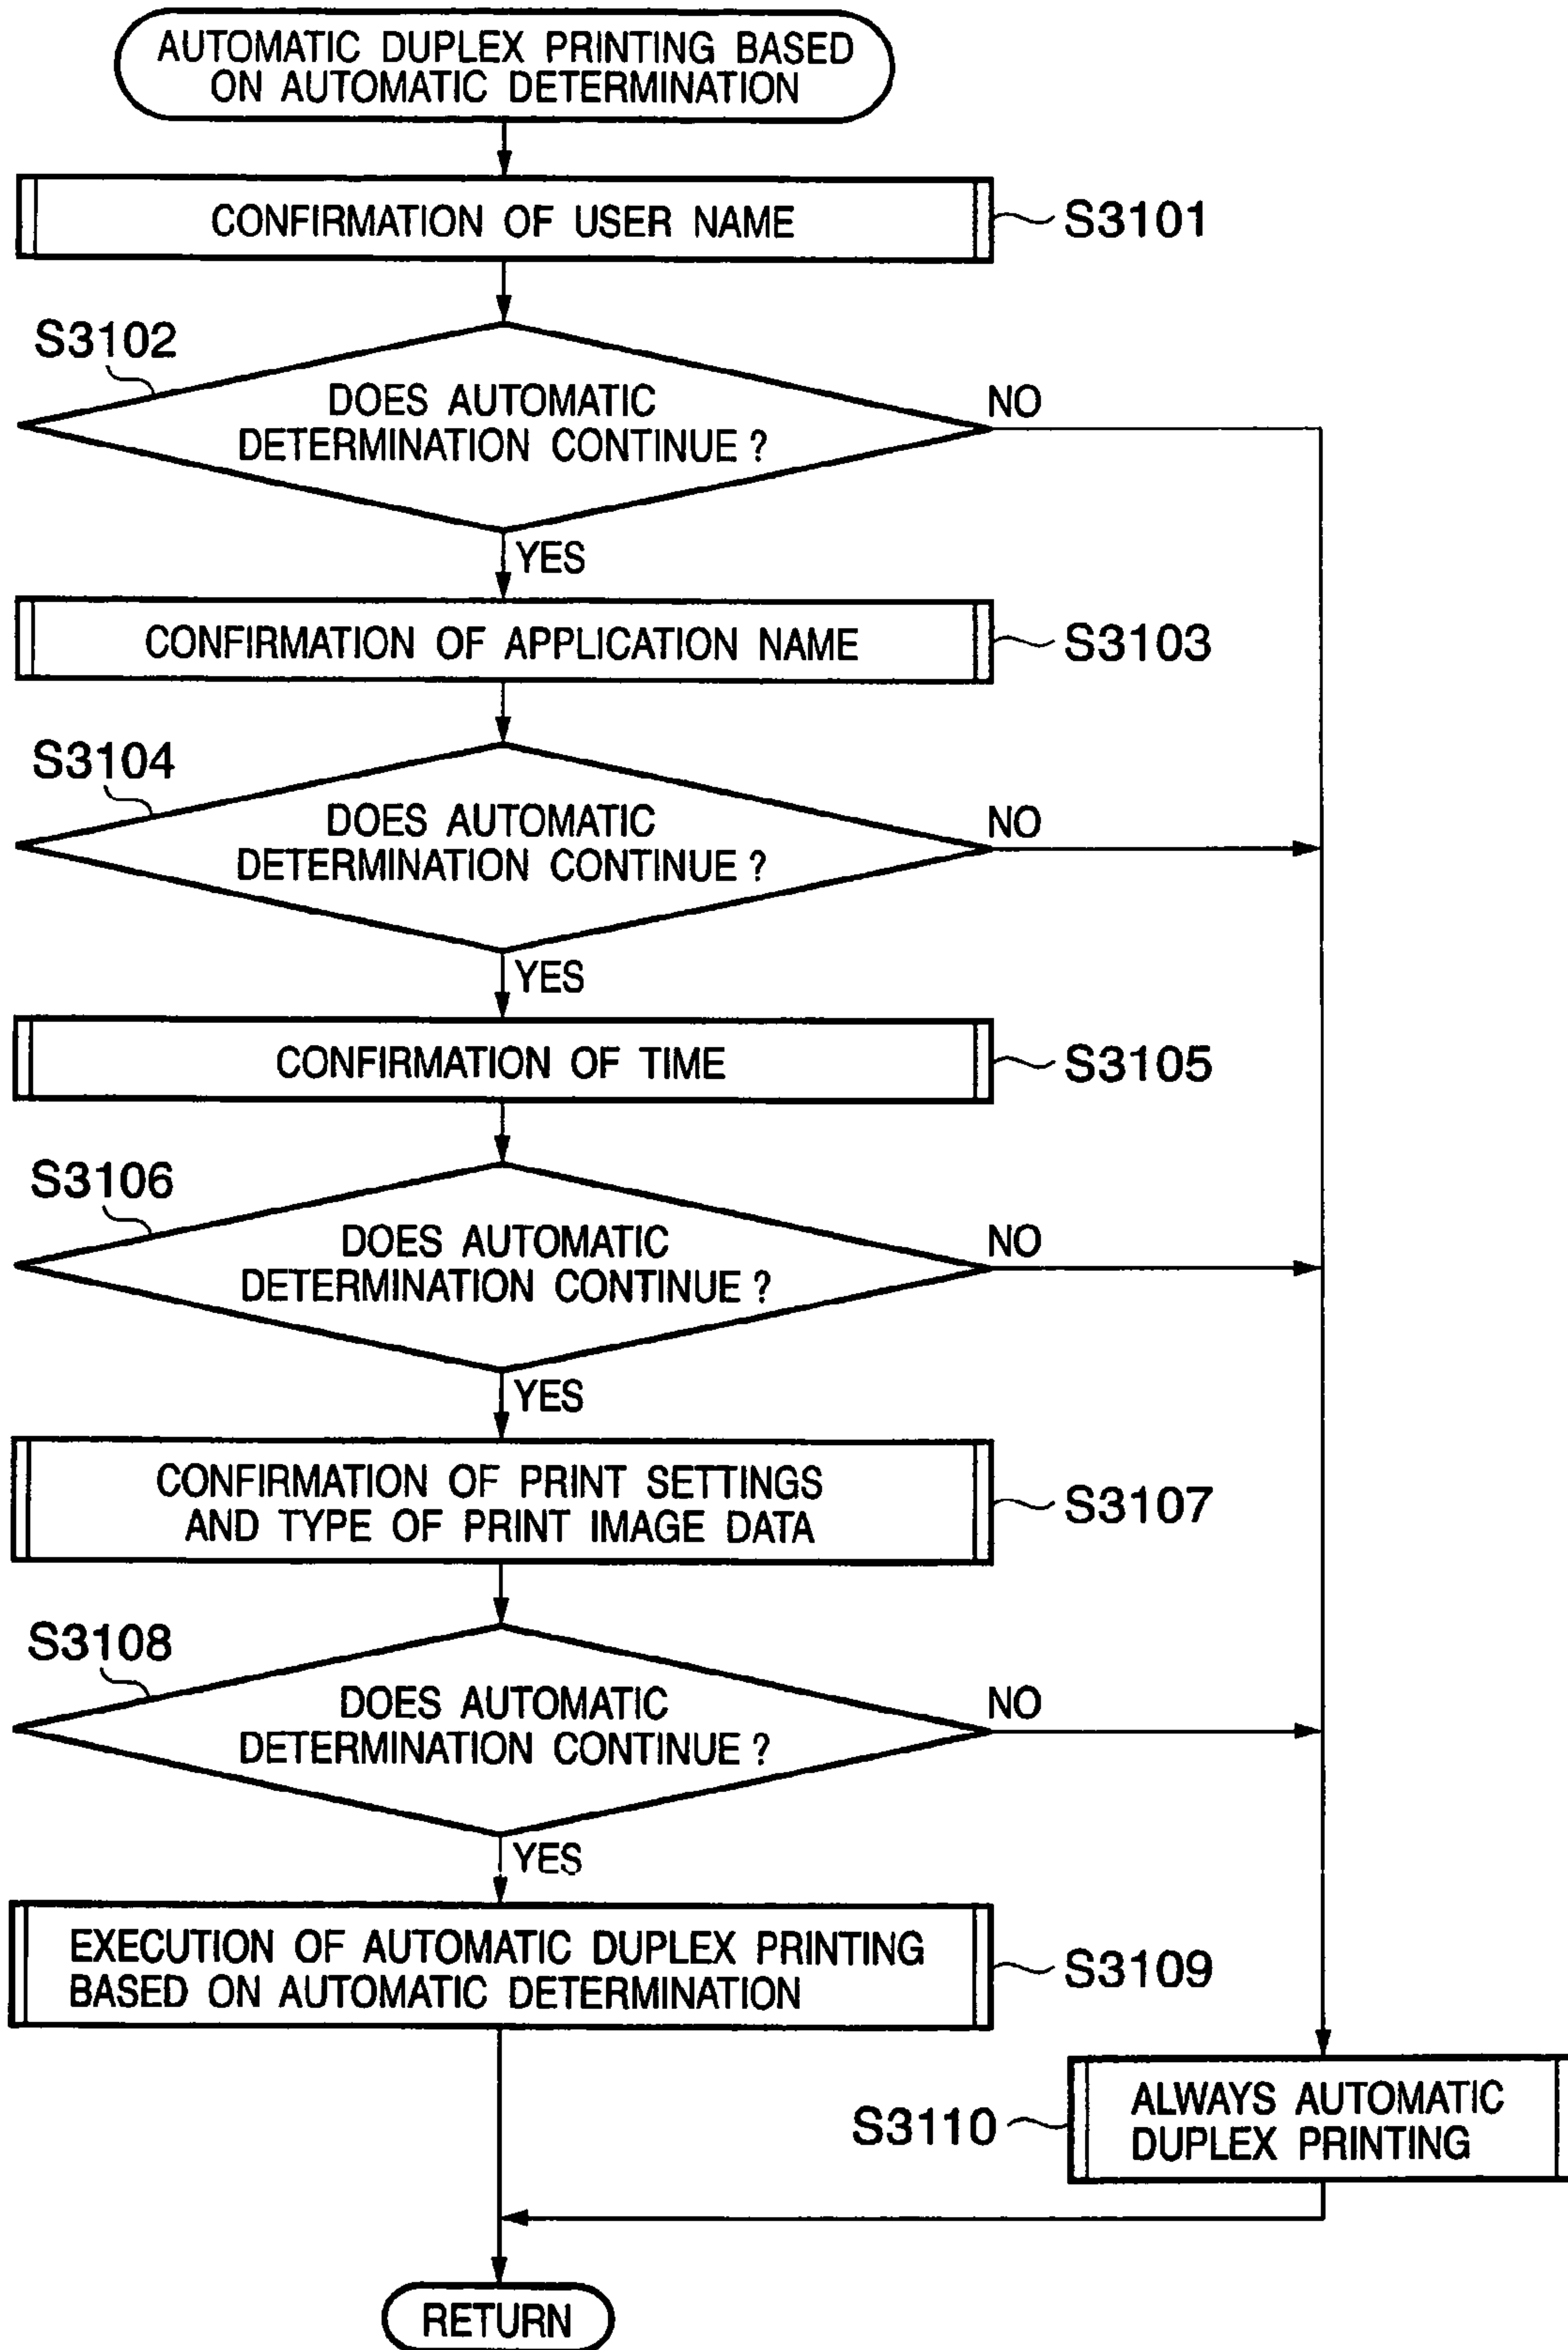 AUTOMATIC DUPLEX PRINTING BASED
ON AUTOMATIC DETERMINATION
CONFIRMATION OF USER NAME
S3101
S3102
DOES AUTOMATIC
DETERMINATION CONTINUE ?
NO
YES
CONFIRMATION OF APPLICATION NAME
S3103
S3104
DOES AUTOMATIC
DETERMINATION CONTINUE ?
NO
YES
CONFIRMATION OF TIME
S3105
S3106
DOES AUTOMATIC
DETERMINATION CONTINUE ?
NO
YES
CONFIRMATION OF PRINT SETTINGS
AND TYPE OF PRINT IMAGE DATA
S3107
S3108
DOES AUTOMATIC
DETERMINATION CONTINUE ?
NO
YES
EXECUTION OF AUTOMATIC DUPLEX PRINTING
BASED ON AUTOMATIC DETERMINATION
S3109
S3110
ALWAYS AUTOMATIC
DUPLEX PRINTING
RETURN